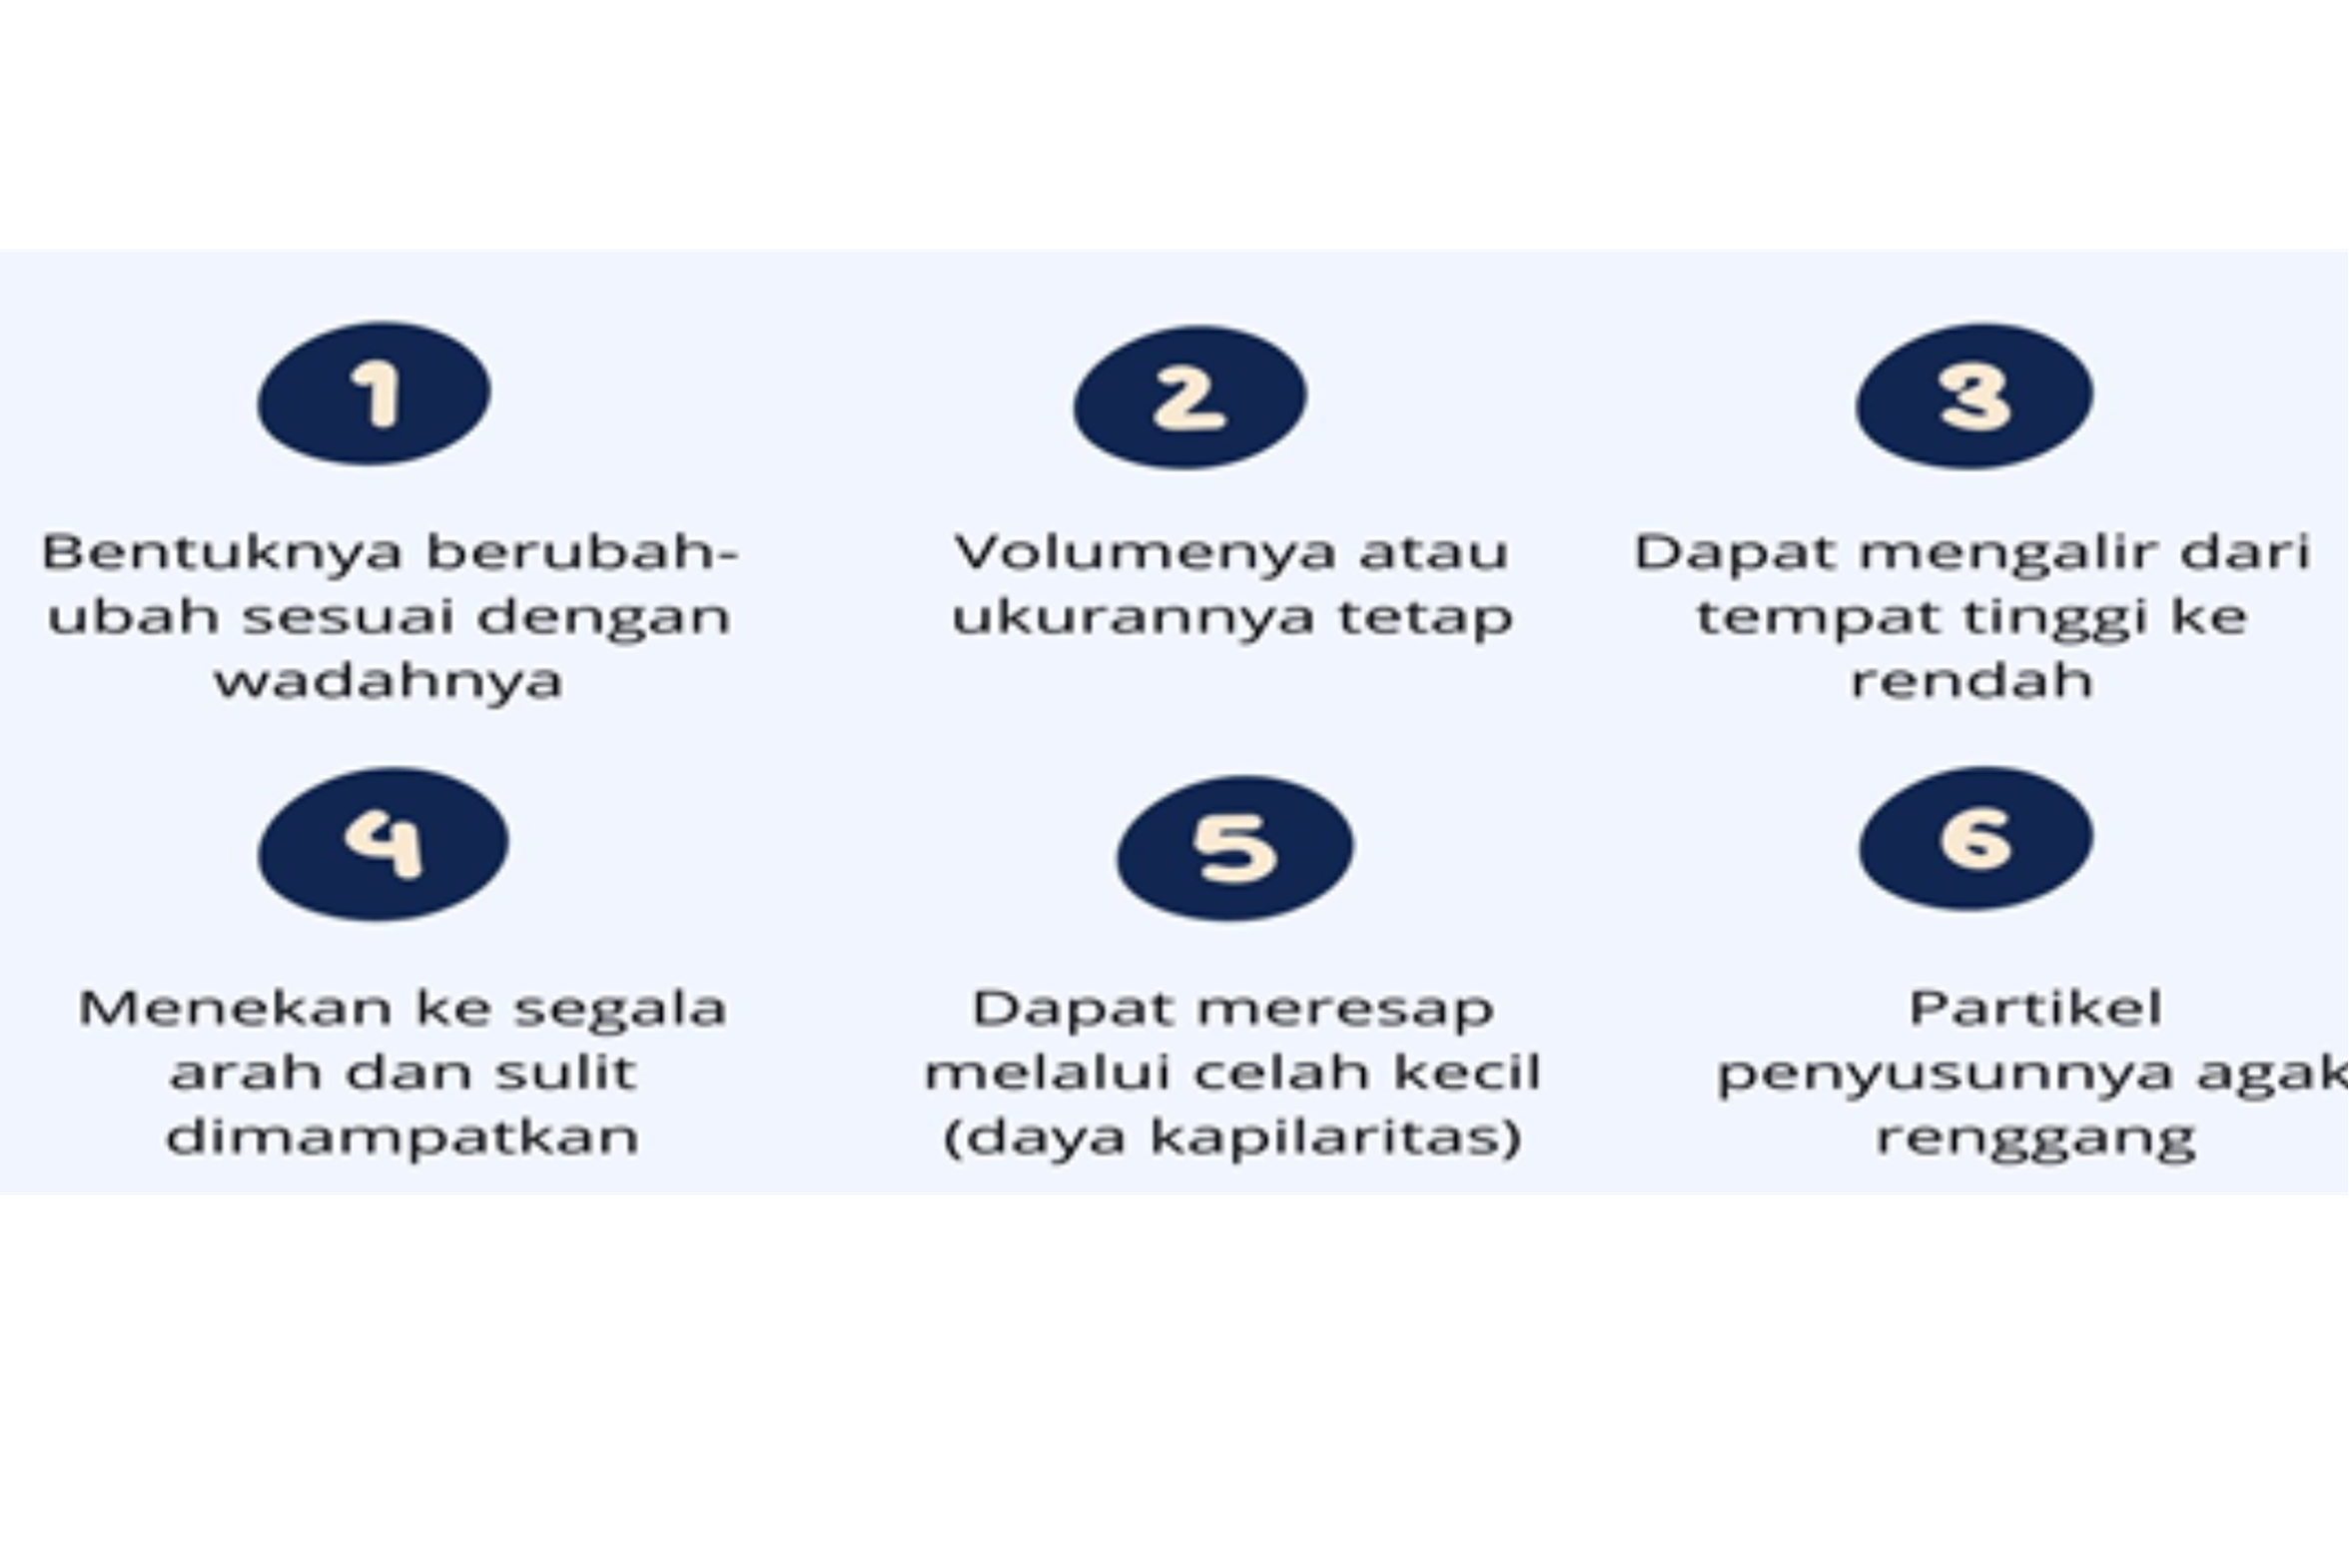 1
Bentuknya berubah-
ubah sesuai dengan
wadahnya
2
Volumenya atau
ukurannya tetap
3
Dapat mengalir dari
tempat tinggi ke
rendah
4
Menekan ke segala
arah dan sulit
dimampatkan
5
Dapat meresap
melalui celah kecil
(daya kapilaritas)
6
Partikel
penyusunnya agak
renggang